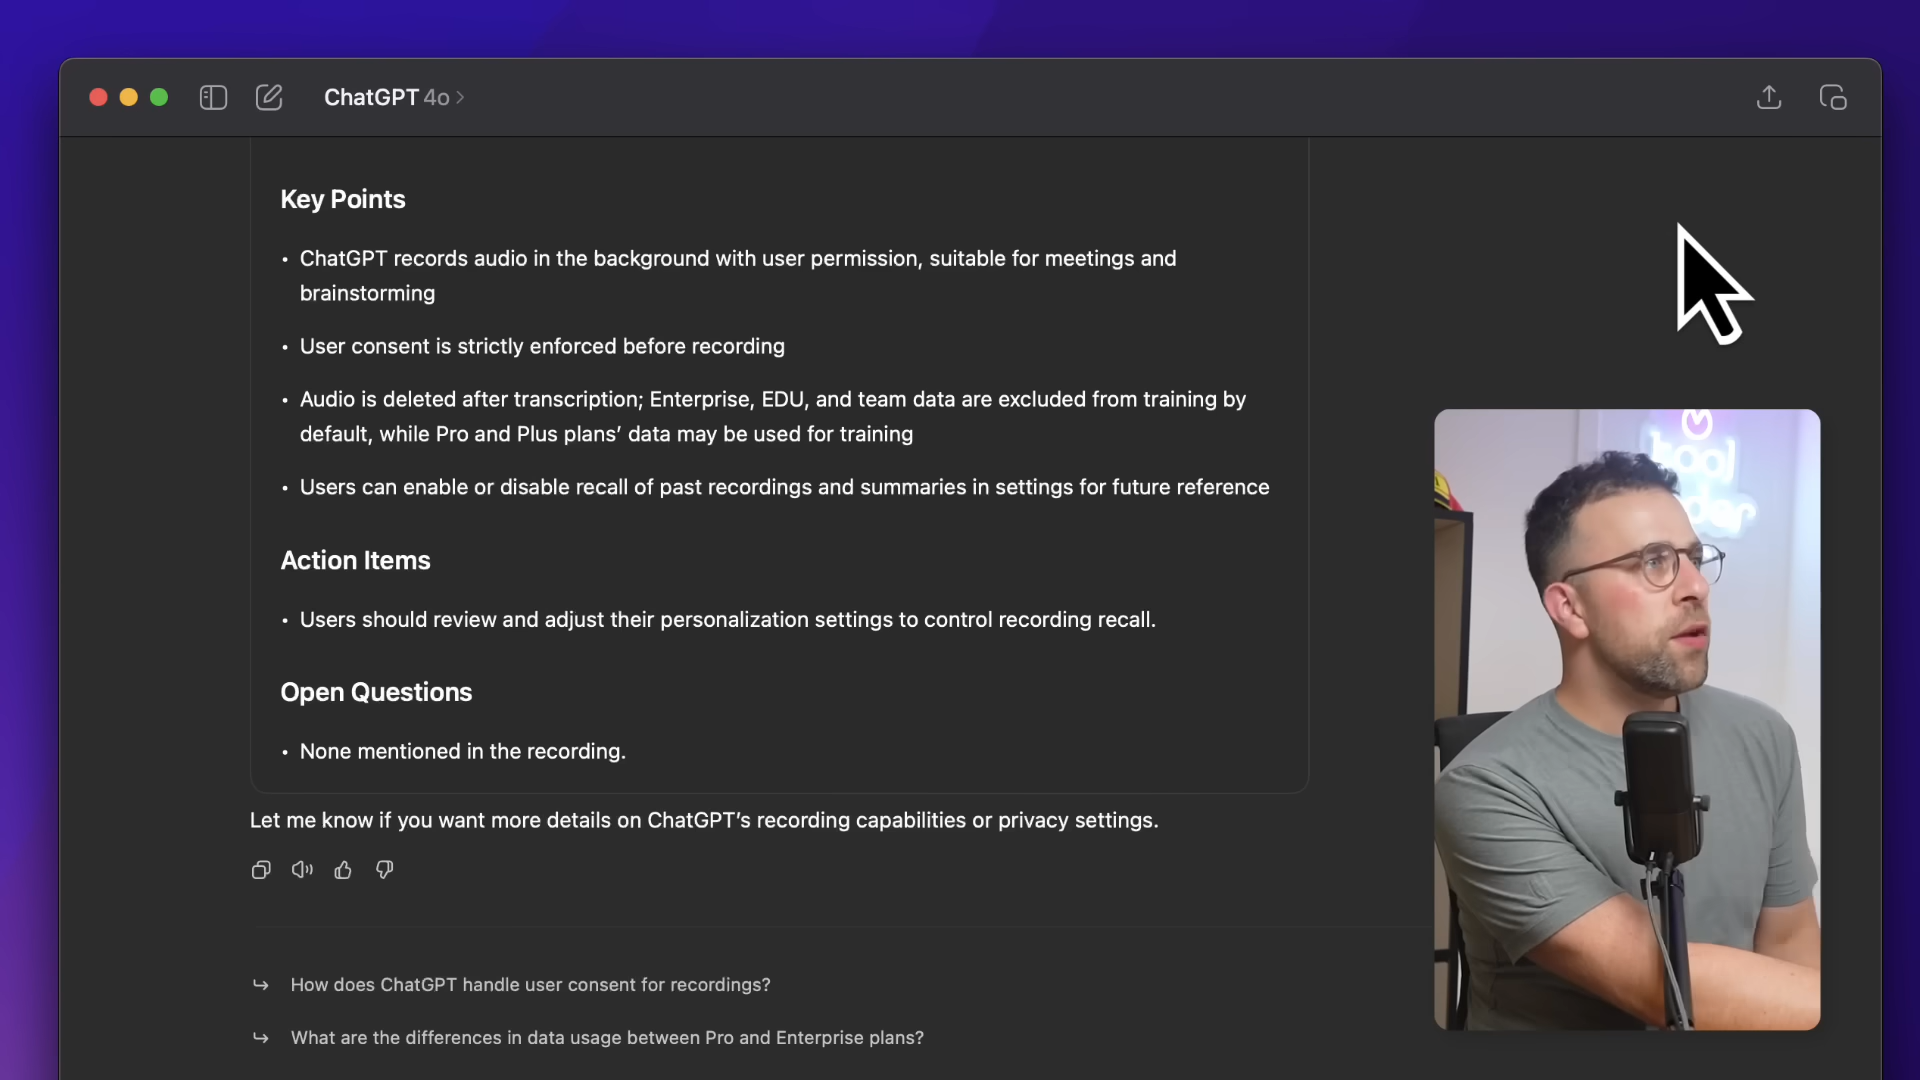 ChatGPT 4o >
Key Points
• ChatGPT records audio in the background with user permission, suitable for meetings and
brainstorming
• User consent is strictly enforced before recording
• Audio is deleted after transcription; Enterprise, EDU, and team data are excluded from training by
default, while Pro and Plus plans’ data may be used for training
• Users can enable or disable recall of past recordings and summaries in settings for future reference
Action Items
• Users should review and adjust their personalization settings to control recording recall.
Open Questions
• None mentioned in the recording.
Let me know if you want more details on ChatGPT’s recording capabilities or privacy settings.
How does ChatGPT handle user consent for recordings?
What are the differences in data usage between Pro and Enterprise plans?